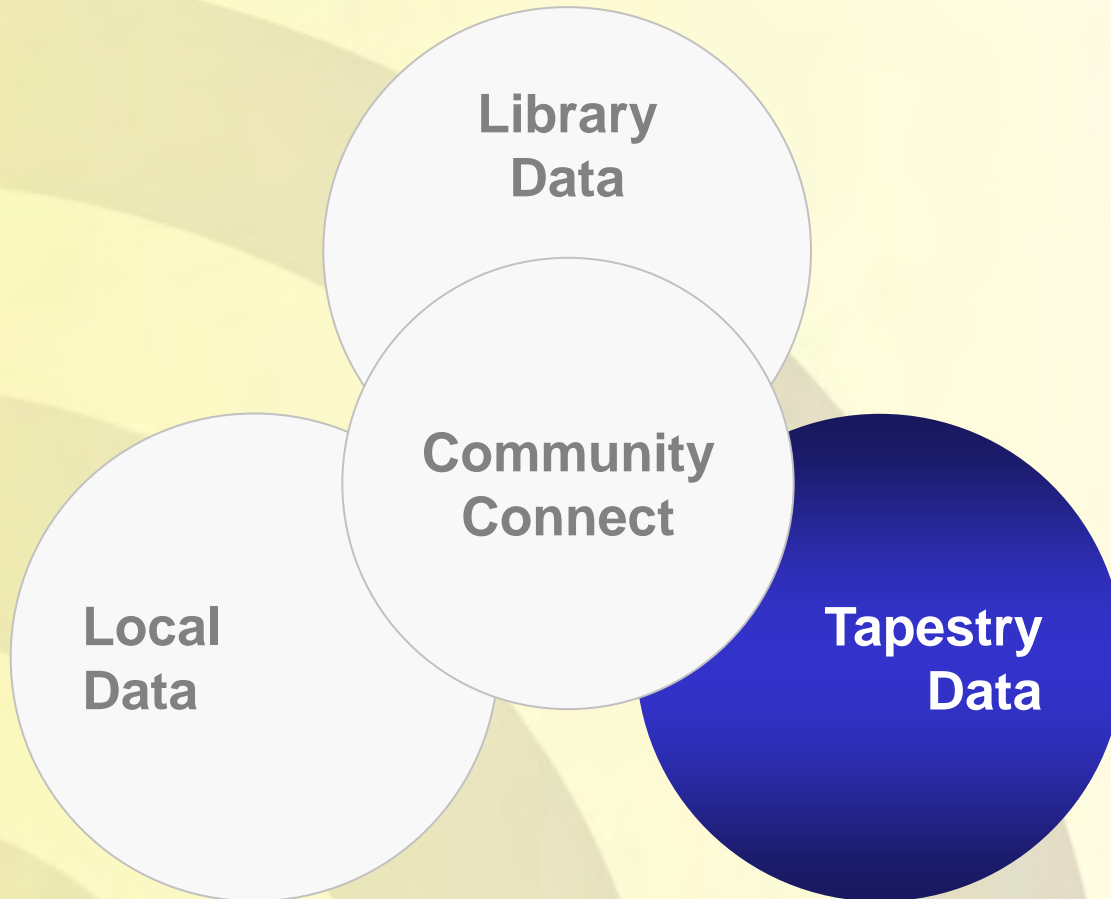 Library
Data
Community
Connect
Local
Data
Tapestry
Data